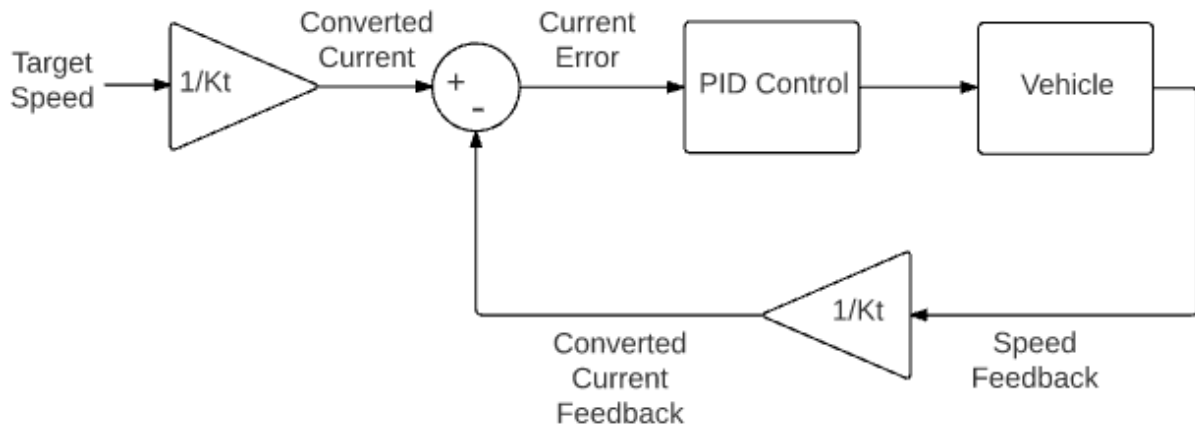 Target
Speed
1/Kt
Converted
Current
+
-
Current
Error
PID Control
Vehicle
1/Kt
Converted
Current
Feedback
Speed
Feedback